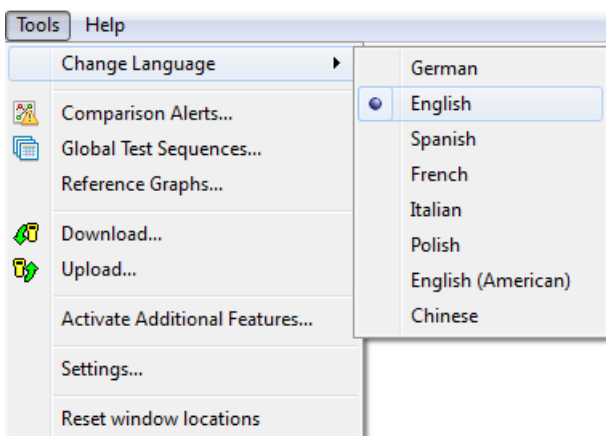 Tools Help
Change Language
Comparison Alerts...
Global Test Sequences...
Reference Graphs...
Download...
Upload...
Activate Additional Features...
Settings...
Reset window locations
German
English
Spanish
French
Italian
Polish
English (American)
Chinese